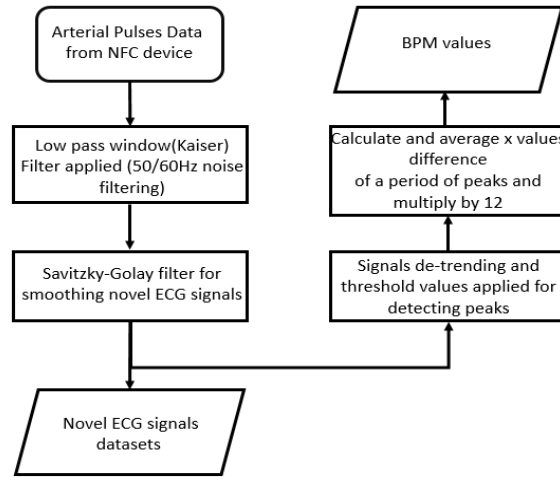 Arterial Pulses Data
from NFC device
Low pass window(Kaiser)
Filter applied (50/60Hz noise
filtering)
Savitzky-Golay filter for
smoothing novel ECG signals
Novel ECG signals
datasets
BPM values
Calculate and average x values
difference
of a period of peaks and
multiply by 12
Signals de-trending and
threshold values applied for
detecting peaks